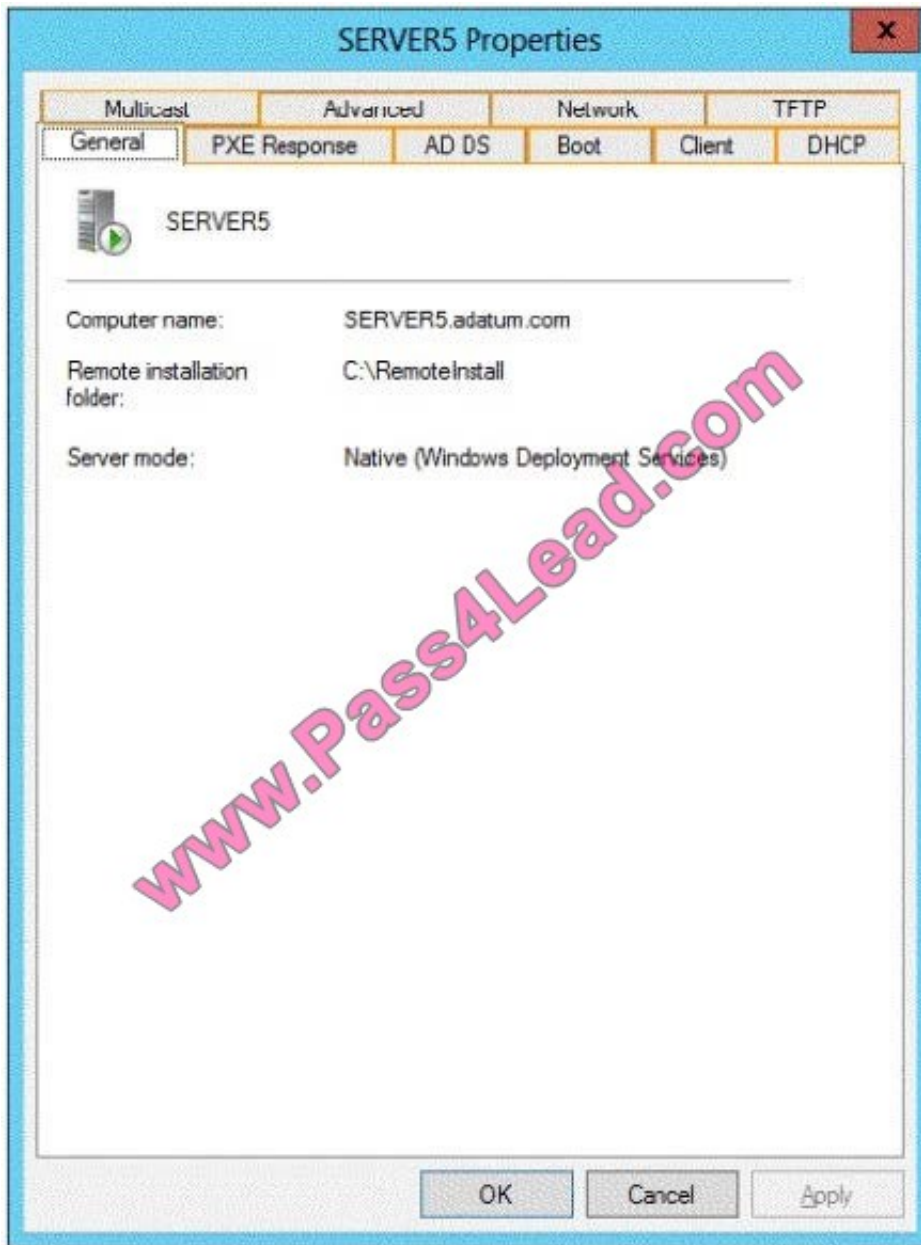 SERVER5 Properties
x
Multicast Advanced Network TFTP
General PXE Response AD DS Boot Client DHCP
SERVER5
Computer name: SERVER5.adatum.com
Remote installation folder: C:\RemoteInstall
Server mode: Native (Windows Deployment Services)
www.Pass4Lead.com
OK Cancel Apply